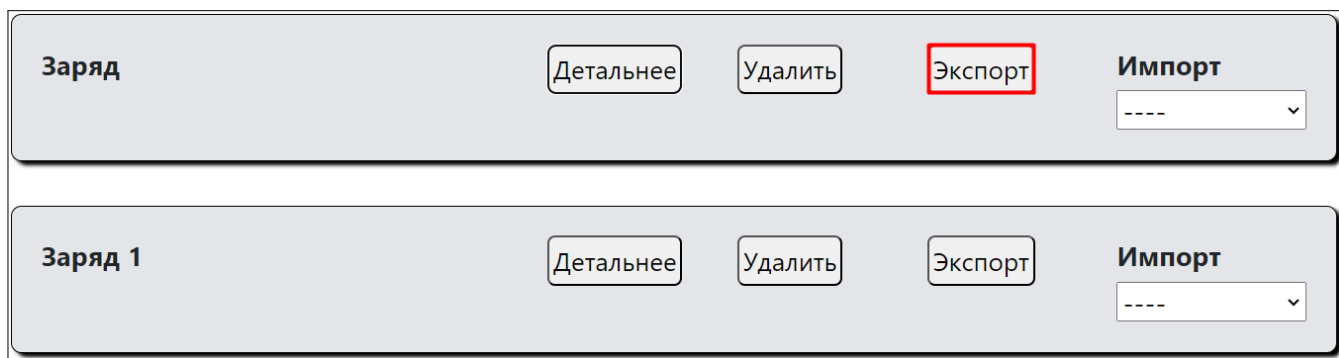 Заряд Детальнее Удалить Экспорт Импорт
----
Заряд 1 Детальнее Удалить Экспорт Импорт
----